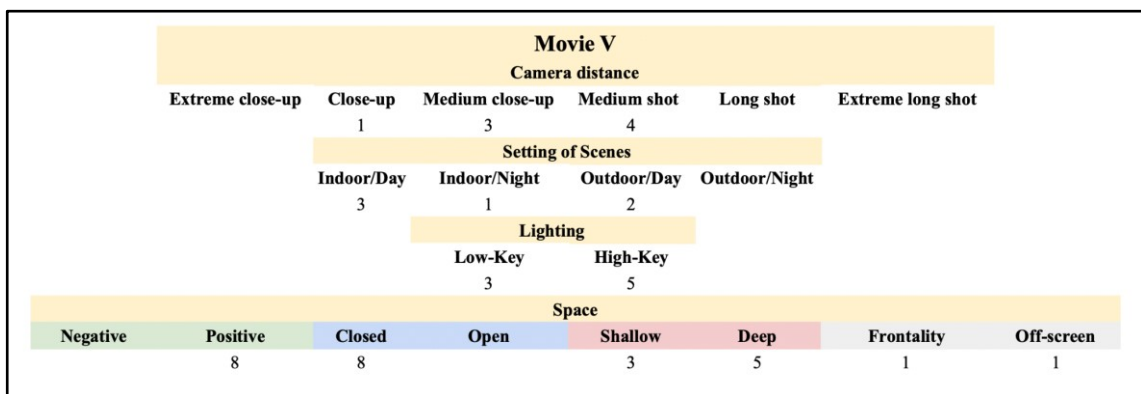 Movie V
Camera distance
Extreme close-up Close-up Medium close-up Medium shot Long shot Extreme long shot
1 3 4
Setting of Scenes
Indoor/Day Indoor/Night Outdoor/Day Outdoor/Night
3 1 2
Lighting
Low-Key High-Key
3 5
Space
Negative Positive Closed Open Shallow Deep Frontality Off-screen
8 8 3 5 1 1